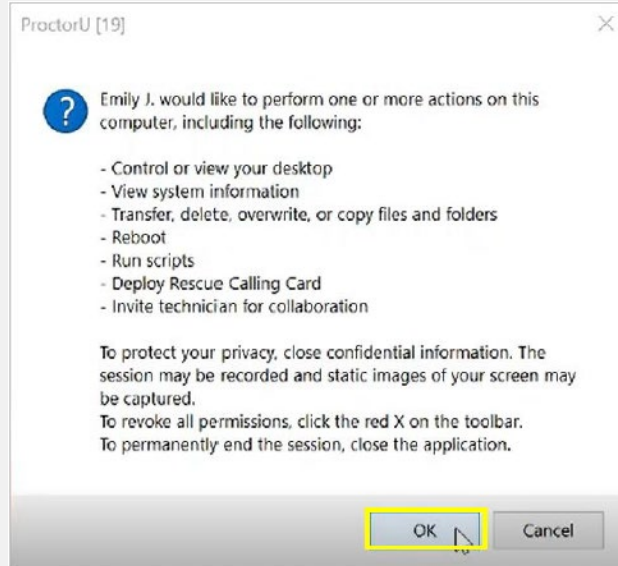 ProctorU [19]
Emily J. would like to perform one or more actions on this
computer, including the following:
- Control or view your desktop
- View system information
- Transfer, delete, overwrite, or copy files and folders
- Reboot
- Run scripts
- Deploy Rescue Calling Card
- Invite technician for collaboration
To protect your privacy, close confidential information. The
session may be recorded and static images of your screen may
be captured.
To revoke all permissions, click the red X on the toolbar.
To permanently end the session, close the application.
OK Cancel